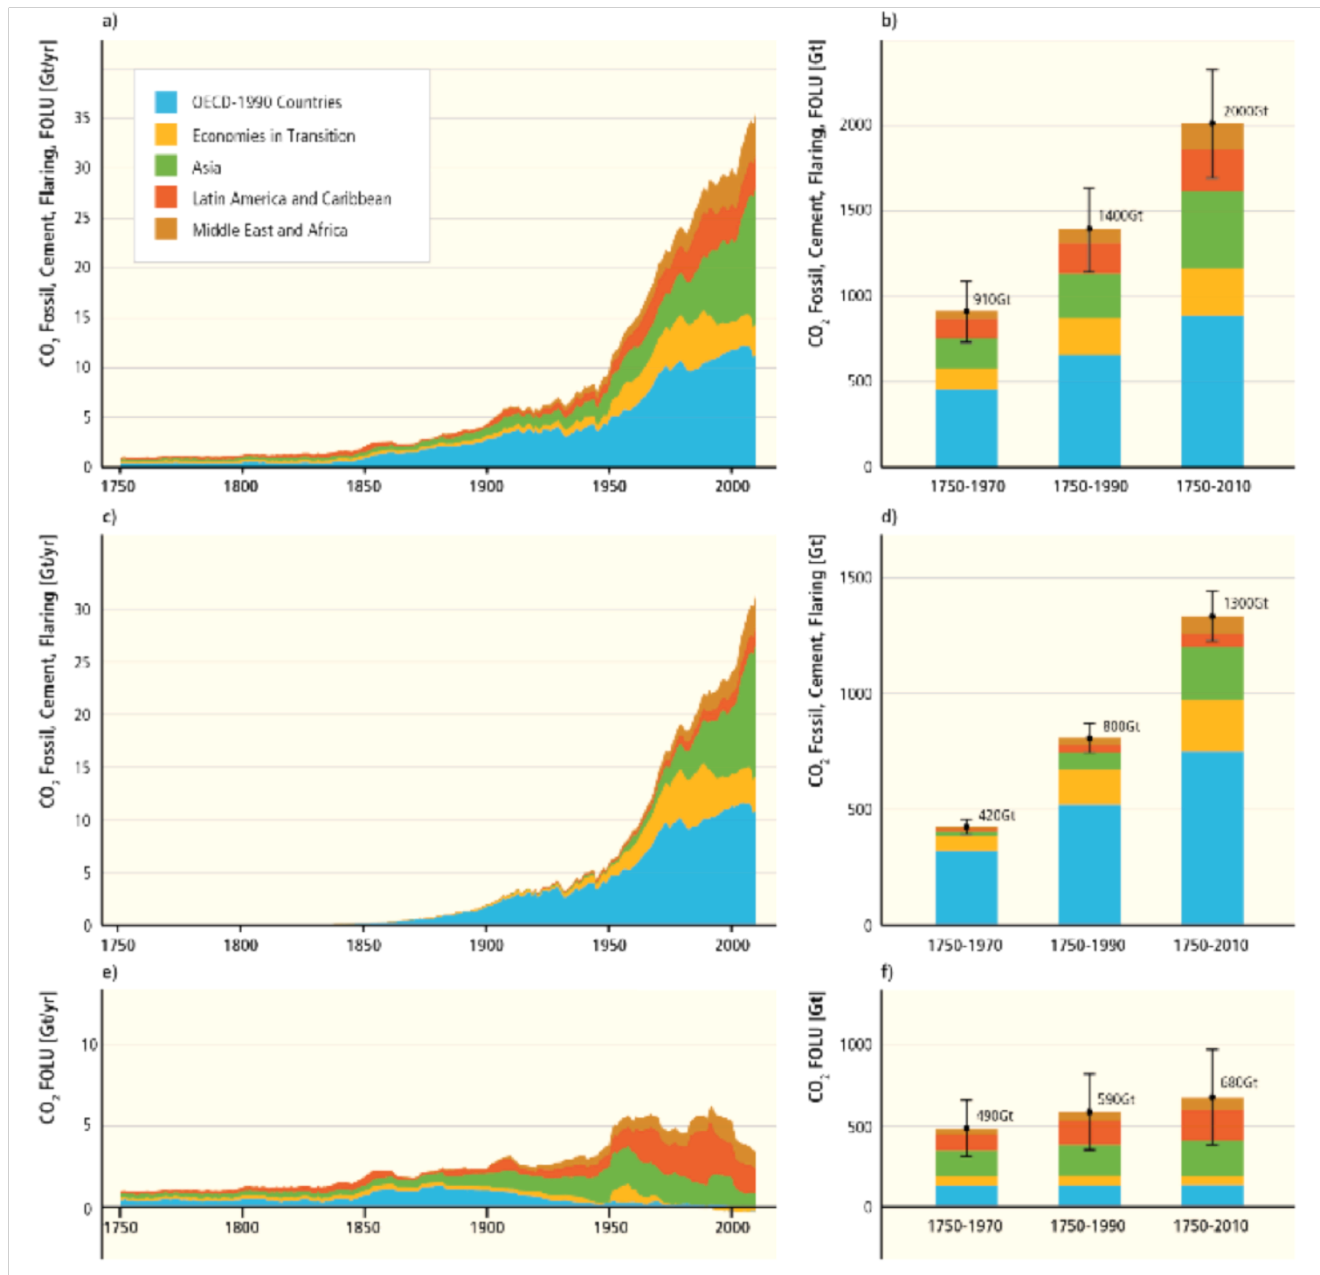 a)
CO₂ Fossil, Cement, Flaring, FOLU [Gt/yr]
35
30
25
20
15
10
5
0
OECD-1990 Countries
Economies in Transition
Asia
Latin America and Caribbean
Middle East and Africa
1750 1800 1850 1900 1950 2000
b)
CO₂ Fossil, Cement, Flaring, FOLU [Gt]
2000
1500
1000
500
0
910Gt
1400Gt
2000Gt
1750-1970 1750-1990 1750-2010
c)
CO₂ Fossil, Cement, Flaring [Gt/yr]
30
25
20
15
10
5
0
1750 1800 1850 1900 1950 2000
d)
CO₂ Fossil, Cement, Flaring [Gt]
1500
1000
500
0
420Gt
800Gt
1300Gt
1750-1970 1750-1990 1750-2010
e)
CO₂ FOLU [Gt/yr]
10
5
0
1750 1800 1850 1900 1950 2000
f)
CO₂ FOLU [Gt]
1000
500
0
490Gt
590Gt
680Gt
1750-1970 1750-1990 1750-2010